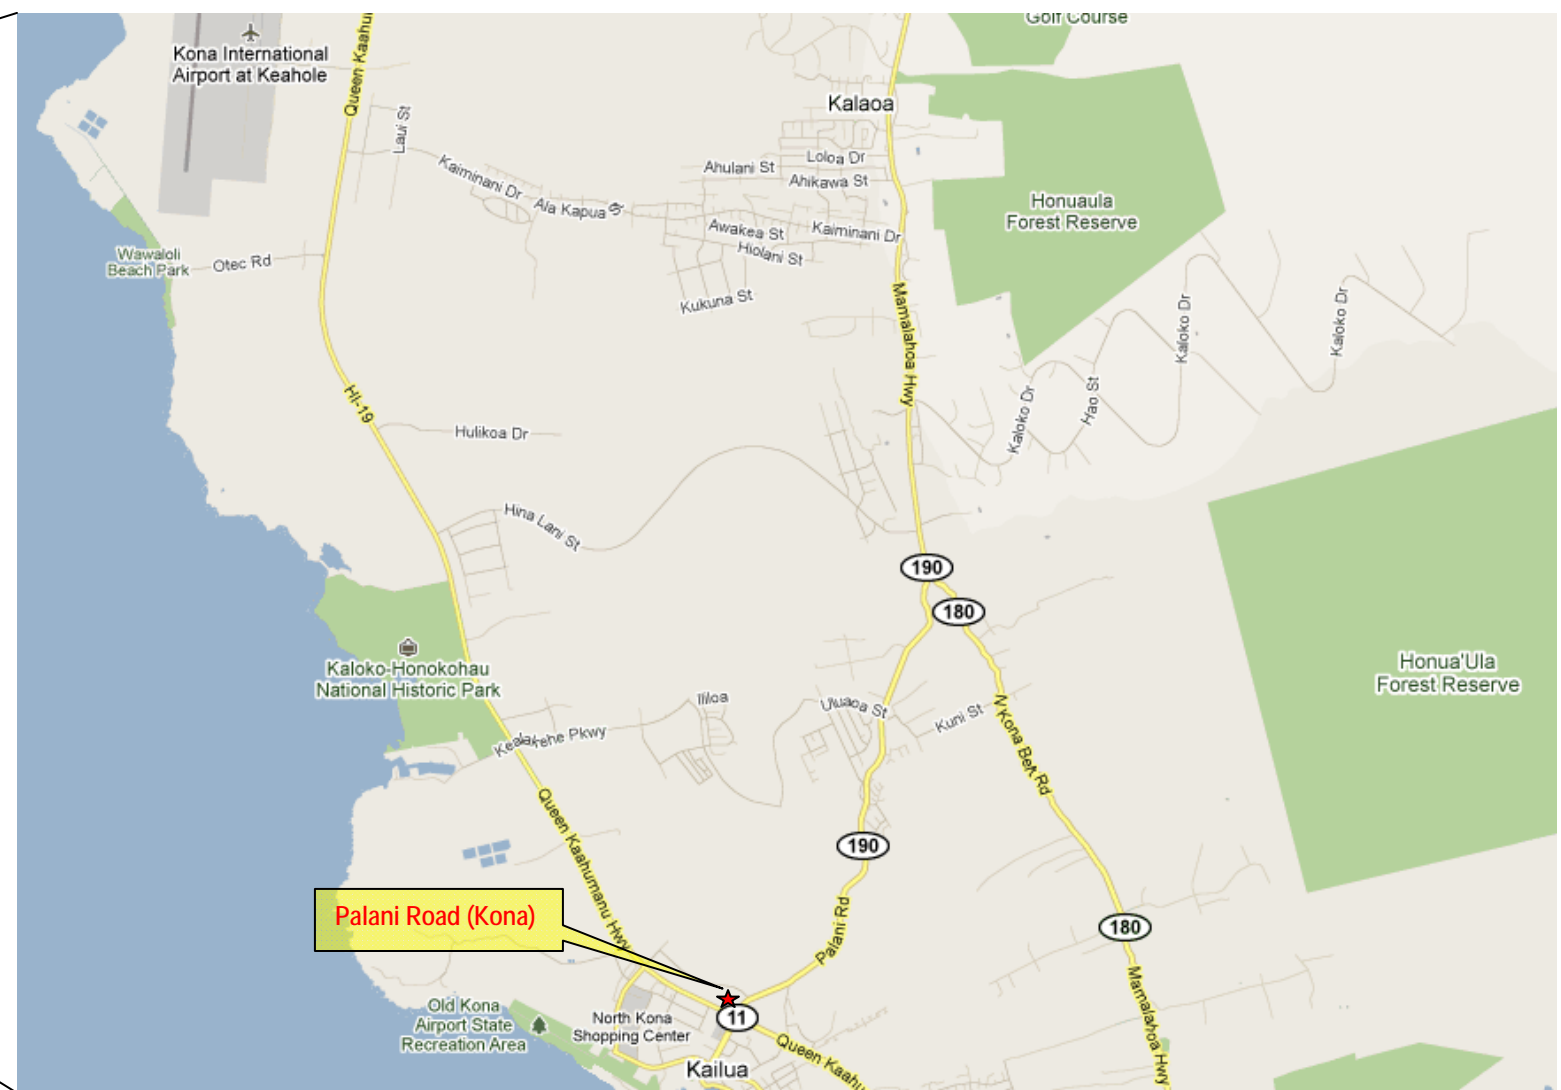 Golf Course
Kona International
Airport at Keahole
Queen Kaahu
Kalaoa
Laui St
Kaiminani Dr
Ahulani St
Loloa Dr
Ahikawa St
Ala Kapua
Awakea St
Kaiminani Dr
Hiolani St
Kukuna St
Honuaula
Forest Reserve
Wawaloli
Beach Park
Otec Rd
Mamalahoa Hwy
Kaloko Dr
Kaloko Dr
Kaloko Dr
Hao St
HI-19
Hulikoa Dr
Hina Lani St
190
180
Kaloko-Honokohau
National Historic Park
Honua'Ula
Forest Reserve
Ililoa
Uluaoa St
Kuni St
N Kona Belt Rd
Kealakehe Pkwy
Queen Kaahumanu Hwy
190
Palani Road (Kona)
Palani Rd
180
Mamalahoa Hwy
Old Kona
Airport State
Recreation Area
North Kona
Shopping Center
11
Queen Kaahu
Kailua